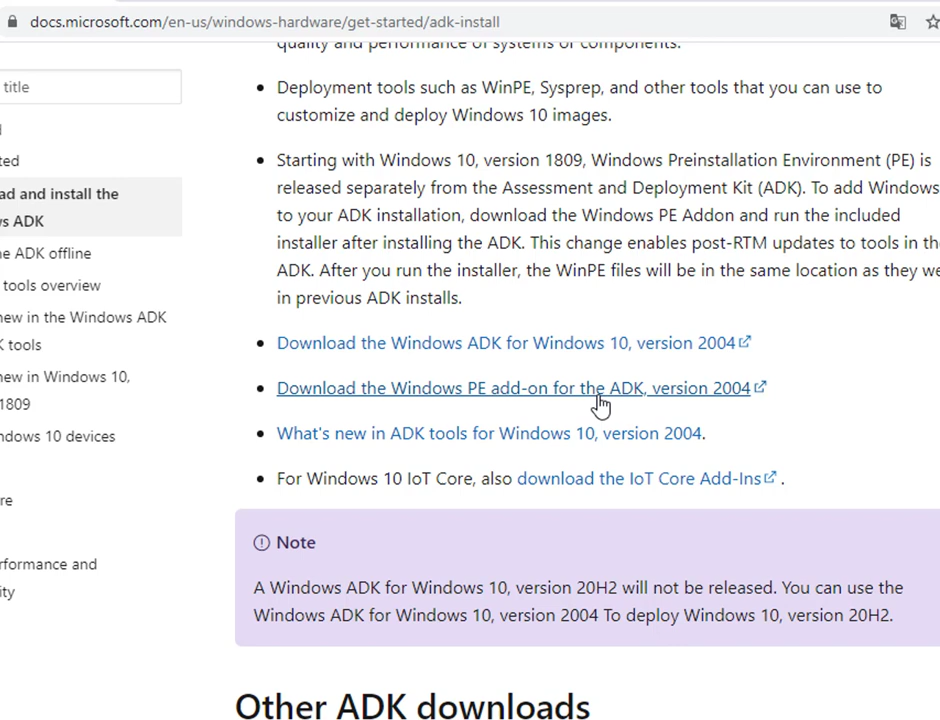 docs.microsoft.com/en-us/windows-hardware/get-started/adk-install
quality and performance of systems or components.
title
Deployment tools such as WinPE, Sysprep, and other tools that you can use to
customize and deploy Windows 10 images.
ted
Starting with Windows 10, version 1809, Windows Preinstallation Environment (PE) is
released separately from the Assessment and Deployment Kit (ADK). To add Windows
to your ADK installation, download the Windows PE Addon and run the included
installer after installing the ADK. This change enables post-RTM updates to tools in the
ADK. After you run the installer, the WinPE files will be in the same location as they we
in previous ADK installs.
ad and install the
s ADK
e ADK offline
tools overview
new in the Windows ADK
K tools
new in Windows 10,
1809
ndows 10 devices
re
rformance and
ity
Download the Windows ADK for Windows 10, version 2004
Download the Windows PE add-on for the ADK, version 2004
What's new in ADK tools for Windows 10, version 2004.
For Windows 10 IoT Core, also download the IoT Core Add-Ins .
Note
A Windows ADK for Windows 10, version 20H2 will not be released. You can use the
Windows ADK for Windows 10, version 2004 To deploy Windows 10, version 20H2.
Other ADK downloads